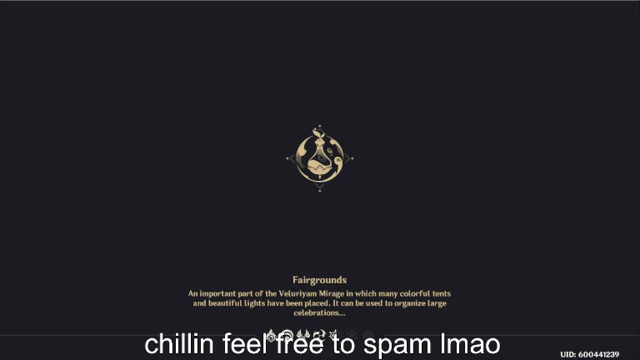 Fairgrounds
An important part of the Veluriyam Mirage in which many colorful tents
and beautiful lights have been placed. It can be used to organize large
celebrations...
chillin feel free to spam lmao
UID: 600441239